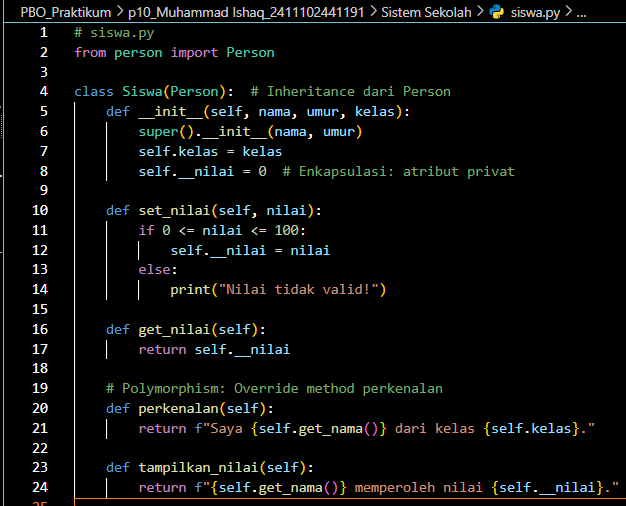 PBO_Praktikum > p10_Muhammad Ishaq_2411102441191 > Sistem Sekolah > siswa.py > ...
1 # siswa.py
2 from person import Person
3
4 class Siswa(Person):  # Inheritance dari Person
5     def __init__(self, nama, umur, kelas):
6         super().__init__(nama, umur)
7         self.kelas = kelas
8         self.__nilai = 0  # Enkapsulasi: atribut privat
9
10     def set_nilai(self, nilai):
11         if 0 <= nilai <= 100:
12             self.__nilai = nilai
13         else:
14             print("Nilai tidak valid!")
15
16     def get_nilai(self):
17         return self.__nilai
18
19     # Polymorphism: Override method perkenalan
20     def perkenalan(self):
21         return f"Saya {self.get_nama()} dari kelas {self.kelas}."
22
23     def tampilkan_nilai(self):
24         return f"{self.get_nama()} memperoleh nilai {self.__nilai}."
25